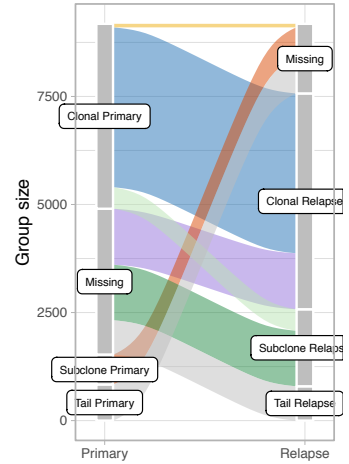 Group size
7500
5000
2500
0
Clonal Primary
Missing
Subclone Primary
Tail Primary
Missing
Clonal Relapse
Subclone Relaps
Tail Relapse
Primary
Relapse